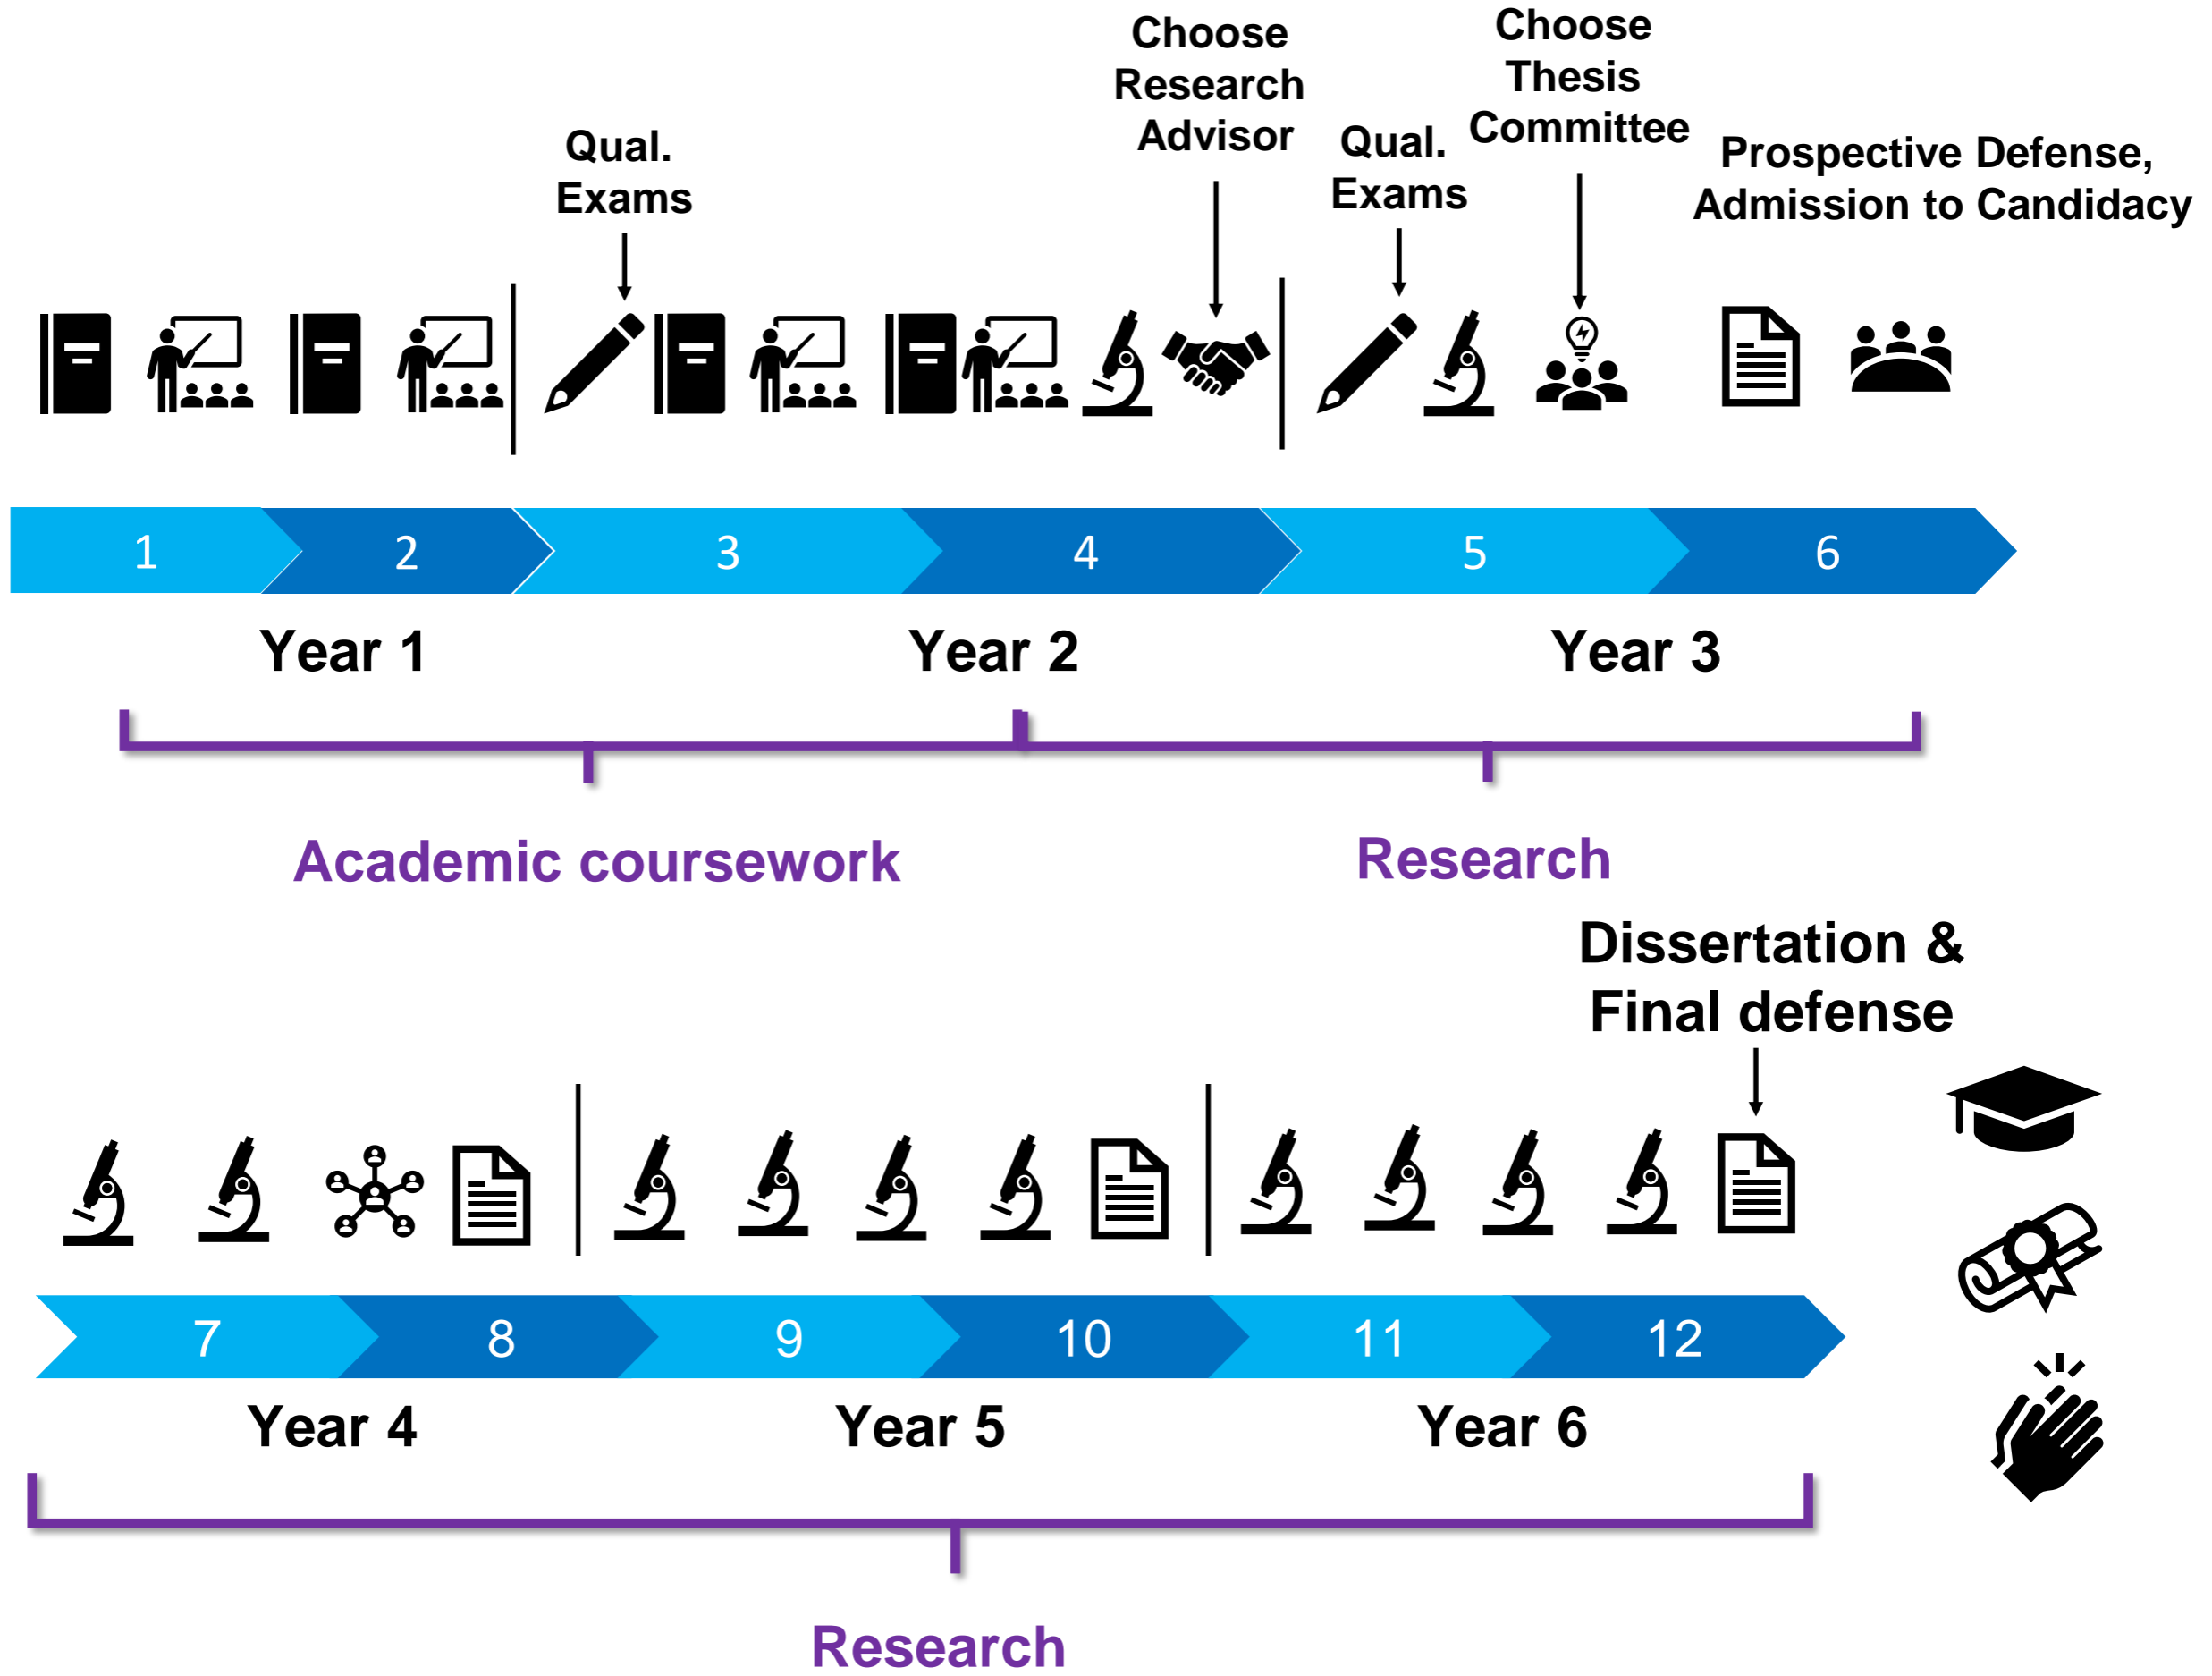 Choose
Research
Advisor
Choose
Thesis
Committee
Qual.
Exams
Qual.
Exams
Prospective Defense,
Admission to Candidacy
1
2
3
4
5
6
Year 1
Year 2
Year 3
Academic coursework
Research
Dissertation &
Final defense
7
8
9
10
11
12
Year 4
Year 5
Year 6
Research